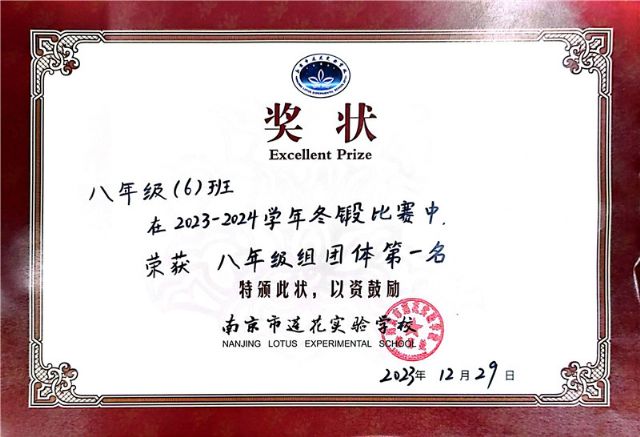 奖状
Excellent Prize
八年级(6)班
在2023-2024学年冬锻比赛中,
荣获 八年级组团体第一名
特颁此状，以资鼓励
南京市莲花实验学校
NANJING LOTUS EXPERIMENTAL SCHOOL
2023年 12月29日